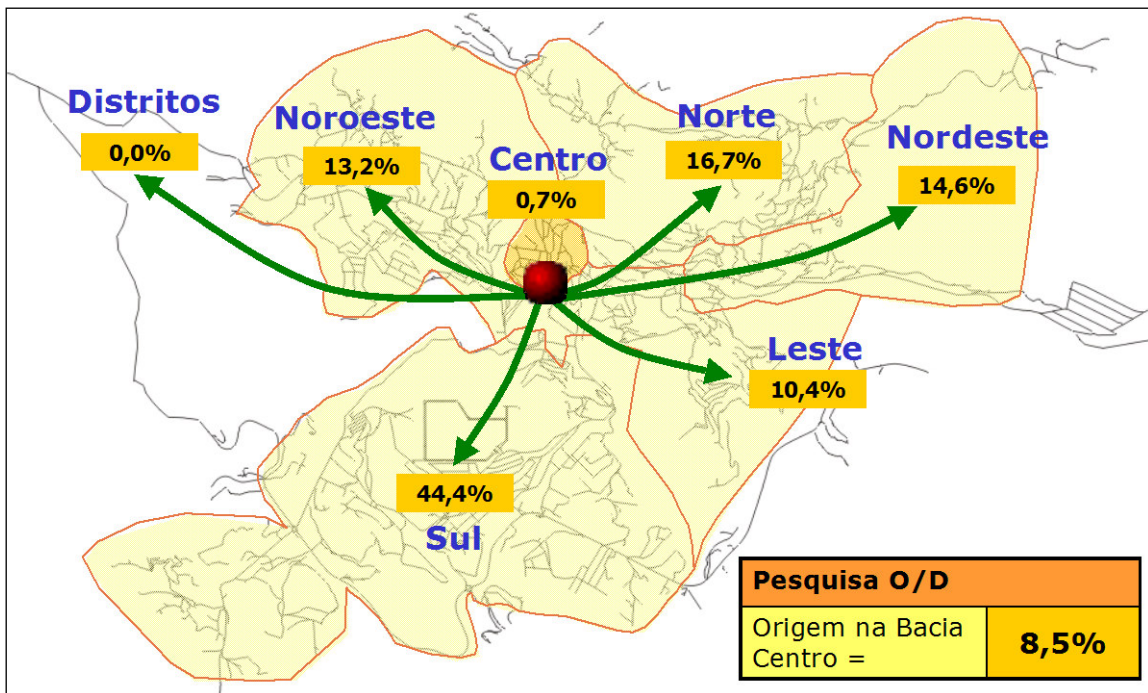 Distritos
0,0%
Noroeste
13,2%
Centro
0,7%
Norte
16,7%
Nordeste
14,6%
Leste
10,4%
44,4%
Sul
Pesquisa O/D
Origem na Bacia
Centro =
8,5%